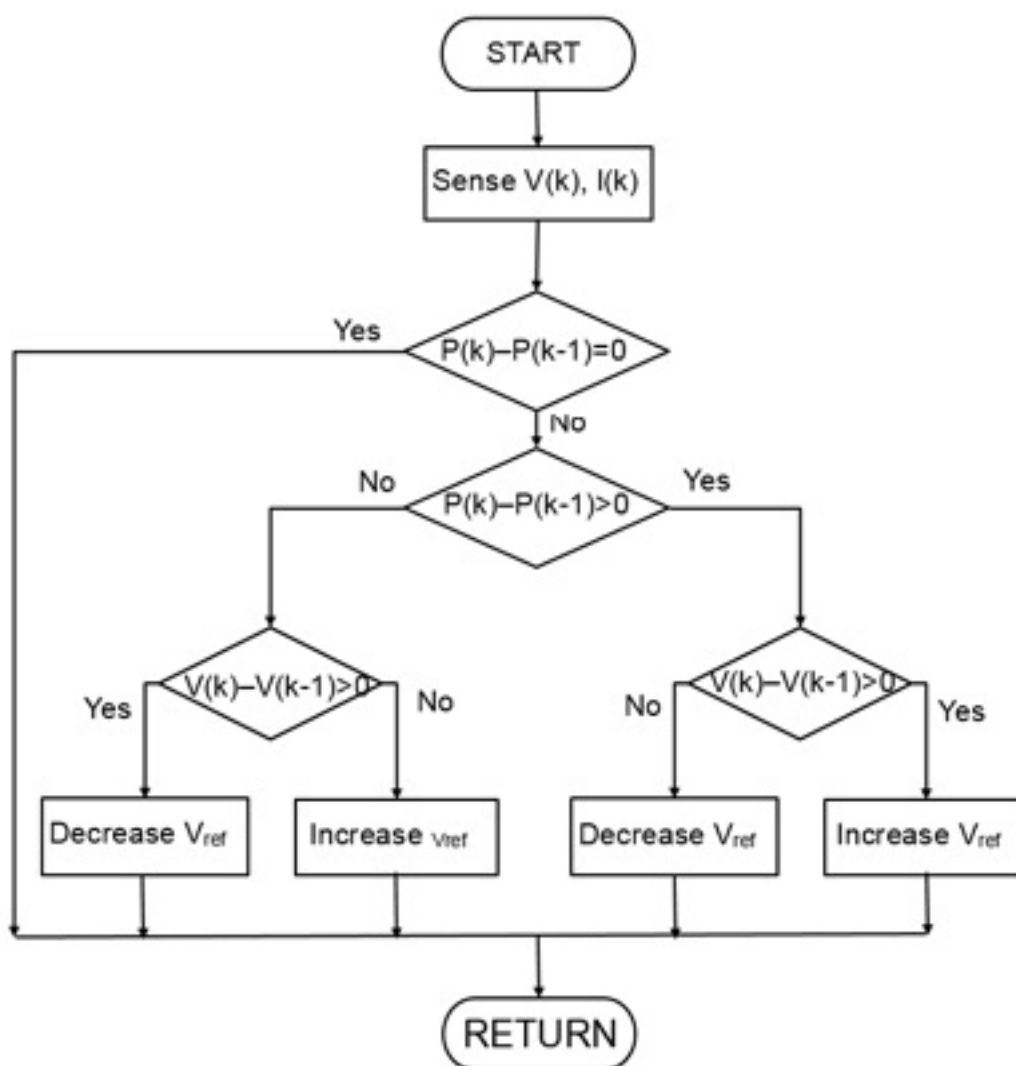 START
Sense V(k), I(k)
Yes
P(k)–P(k-1)=0
No
No
P(k)–P(k-1)>0
Yes
V(k)–V(k-1)>0
V(k)–V(k-1)>0
Yes
No
No
Yes
Decrease Vref
Increase Vref
Decrease Vref
Increase Vref
RETURN